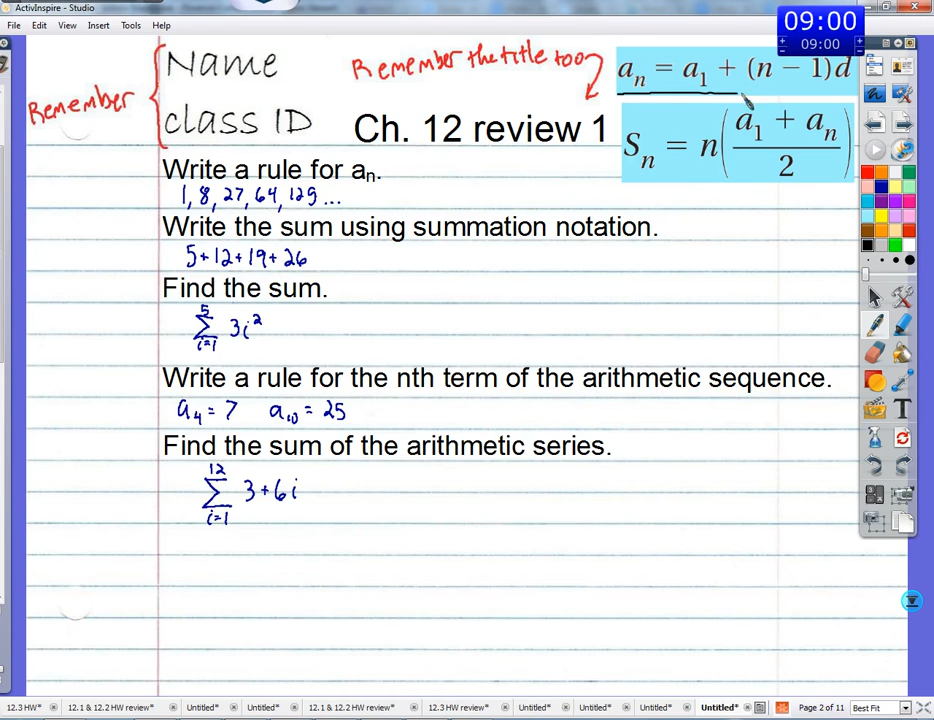 ActivInspire - Studio
File Edit View Insert Tools Help
09:00
09:00
Remember
Name
class ID
Remember the title too
Ch. 12 review 1
aₙ = a₁ + (n − 1)d
Sₙ = n((a₁ + aₙ)/2)
Write a rule for aₙ.
1, 8, 27, 64, 125 ...
Write the sum using summation notation.
5+12+19+26
Find the sum.
5
∑ 3i²
i=1
Write a rule for the nth term of the arithmetic sequence.
a₄ = 7 a₁₀ = 25
Find the sum of the arithmetic series.
12
∑ 3+6i
i=1
12.3 HW* 12.1 & 12.2 HW* Untitled* Untitled* 12.1 & 12.2 HW* 12.3 HW* Untitled* Untitled* Untitled* Untitled* Page 2 of 11 Best Fit